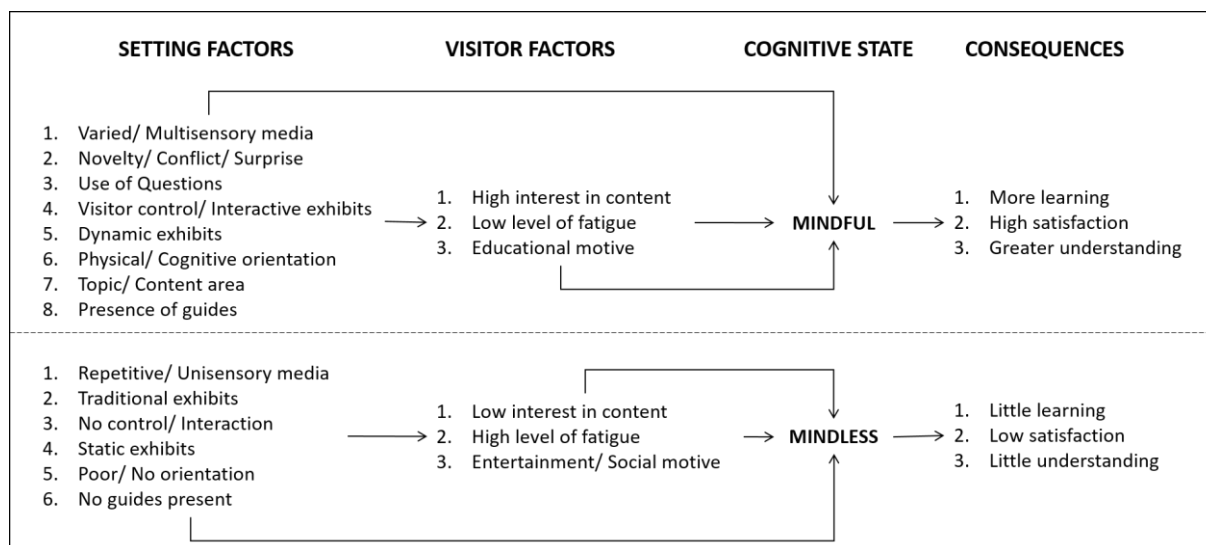 SETTING FACTORS VISITOR FACTORS COGNITIVE STATE CONSEQUENCES
1. Varied/ Multisensory media
2. Novelty/ Conflict/ Surprise
3. Use of Questions
4. Visitor control/ Interactive exhibits
5. Dynamic exhibits
6. Physical/ Cognitive orientation
7. Topic/ Content area
8. Presence of guides
1. High interest in content
2. Low level of fatigue
3. Educational motive
MINDFUL
1. More learning
2. High satisfaction
3. Greater understanding
1. Repetitive/ Unisensory media
2. Traditional exhibits
3. No control/ Interaction
4. Static exhibits
5. Poor/ No orientation
6. No guides present
1. Low interest in content
2. High level of fatigue
3. Entertainment/ Social motive
MINDLESS
1. Little learning
2. Low satisfaction
3. Little understanding